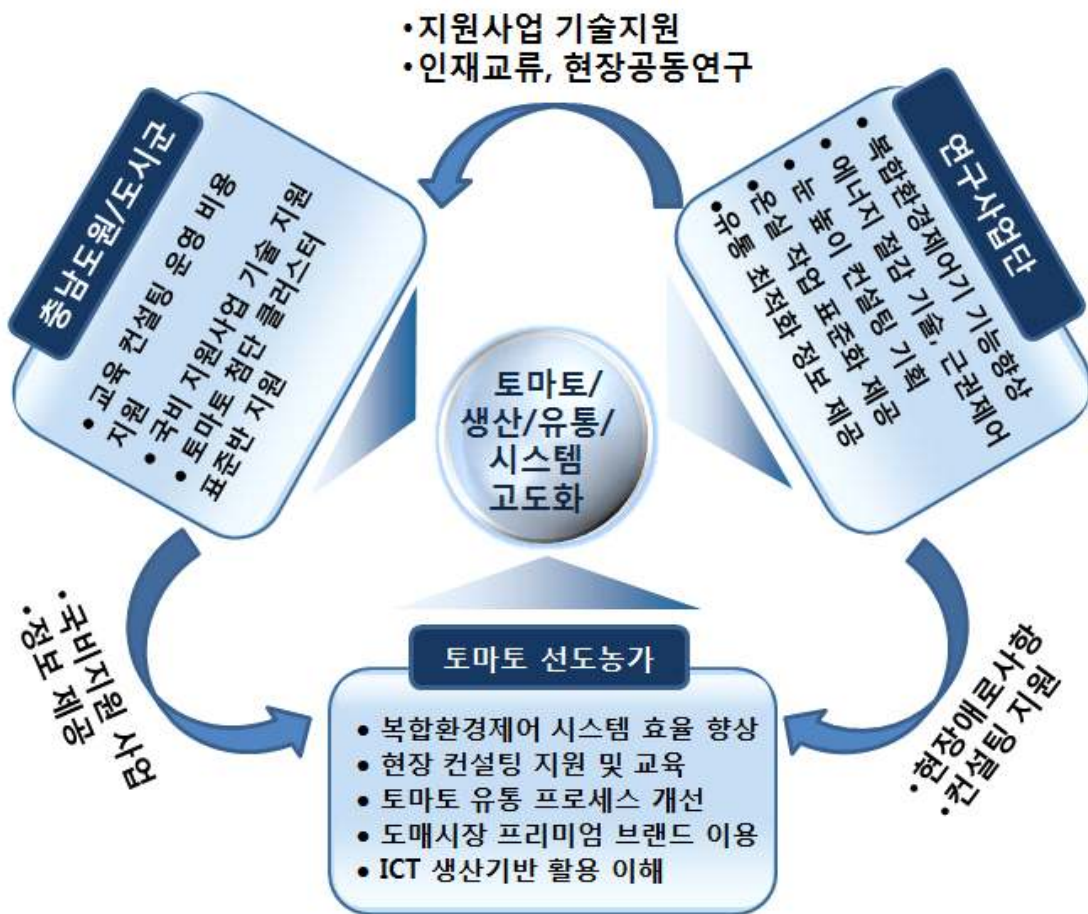 •지원사업 기술지원
•인재교류, 현장공동연구
충남도원/도시군
• 교육 컨설팅 운영 비용
지원
• 국비 지원사업 기술 지원
• 토마토 첨단 클러스터
표준반 지원
연구사업단
• 복합환경제어기 기능향상
• 에너지 절감 기술, 근권제어
• 눈 높이 컨설팅 기회
• 온실 작업 표준화 제공
• 유통 최적화 정보 제공
토마토/
생산/유통/
시스템
고도화
•국비지원 사업
•정보 제공
•현장애로사항
•컨설팅 지원
토마토 선도농가
• 복합환경제어 시스템 효율 향상
• 현장 컨설팅 지원 및 교육
• 토마토 유통 프로세스 개선
• 도매시장 프리미엄 브랜드 이용
• ICT 생산기반 활용 이해